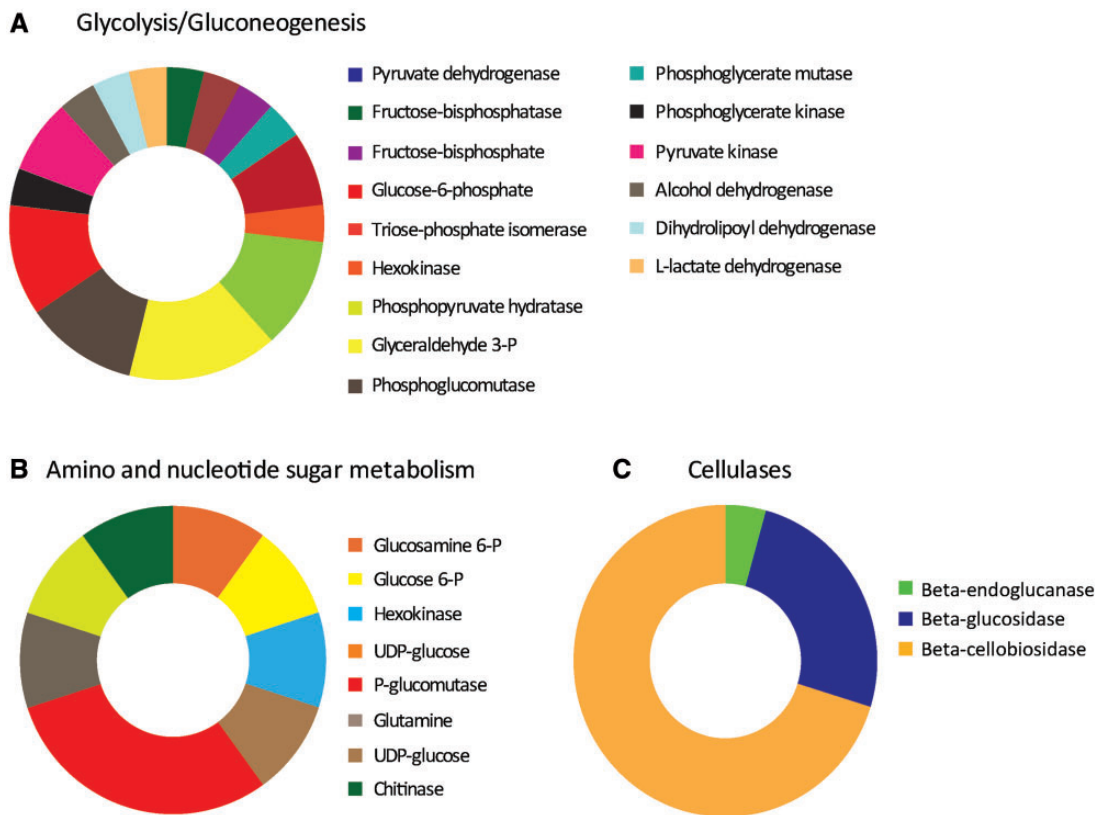 A Glycolysis/Gluconeogenesis
Pyruvate dehydrogenase
Fructose-bisphosphatase
Fructose-bisphosphate
Glucose-6-phosphate
Triose-phosphate isomerase
Hexokinase
Phosphopyruvate hydratase
Glyceraldehyde 3-P
Phosphoglucomutase
Phosphoglycerate mutase
Phosphoglycerate kinase
Pyruvate kinase
Alcohol dehydrogenase
Dihydrolipoyl dehydrogenase
L-lactate dehydrogenase
B Amino and nucleotide sugar metabolism
Glucosamine 6-P
Glucose 6-P
Hexokinase
UDP-glucose
P-glucomutase
Glutamine
UDP-glucose
Chitinase
C Cellulases
Beta-endoglucanase
Beta-glucosidase
Beta-cellobiosidase